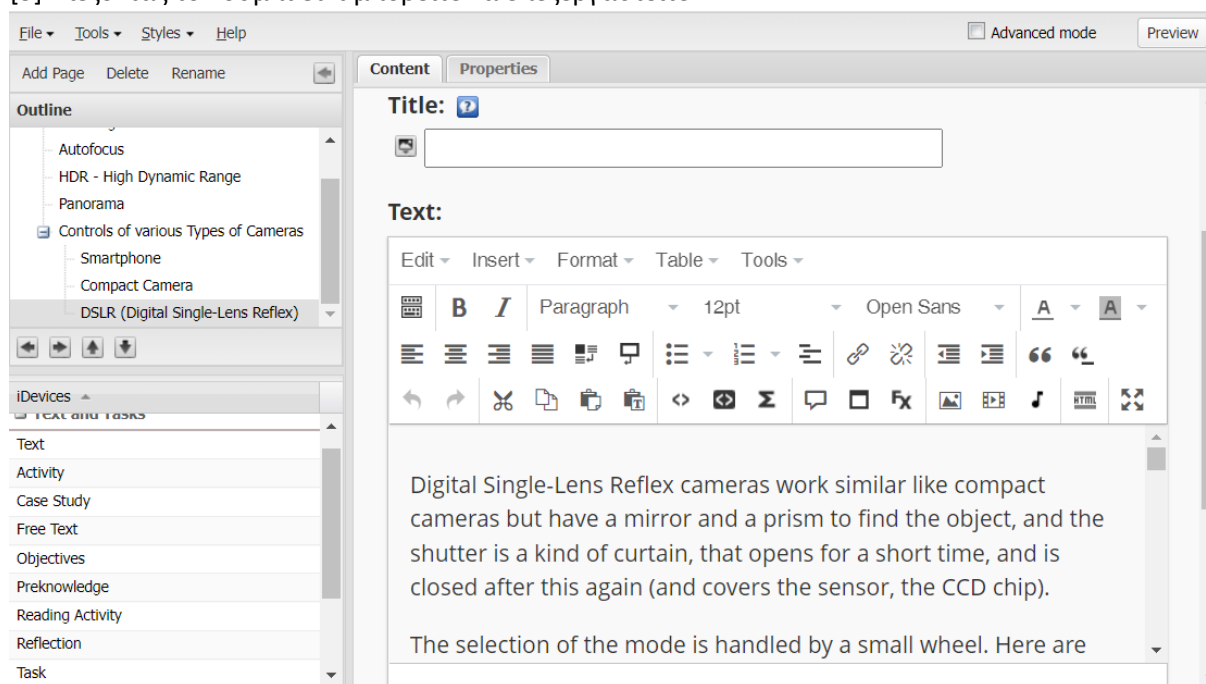 File Tools Styles Help
Advanced mode
Preview
Add Page Delete Rename
Outline
Autofocus
HDR - High Dynamic Range
Panorama
Controls of various Types of Cameras
Smartphone
Compact Camera
DSLR (Digital Single-Lens Reflex)
iDevices
Text and Tasks
Text
Activity
Case Study
Free Text
Objectives
Preknowledge
Reading Activity
Reflection
Task
Content Properties
Title:
Text:
Edit Insert Format Table Tools
B I Paragraph 12pt Open Sans A A
HTML
Digital Single-Lens Reflex cameras work similar like compact
cameras but have a mirror and a prism to find the object, and the
shutter is a kind of curtain, that opens for a short time, and is
closed after this again (and covers the sensor, the CCD chip).
The selection of the mode is handled by a small wheel. Here are